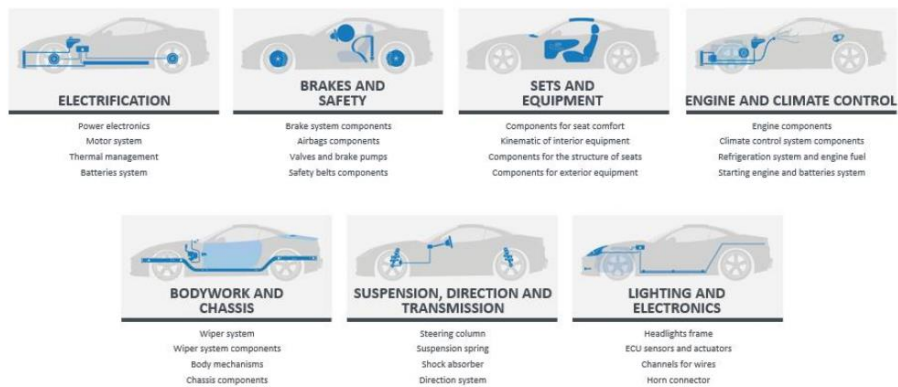 ELECTRIFICATION
Power electronics
Motor system
Thermal management
Batteries system
BRAKES AND
SAFETY
Brake system components
Airbags components
Valves and brake pumps
Safety belts components
SETS AND
EQUIPMENT
Components for seat comfort
Kinematic of interior equipment
Components for the structure of seats
Components for exterior equipment
ENGINE AND CLIMATE CONTROL
Engine components
Climate control system components
Refrigeration system and engine fuel
Starting engine and batteries system
BODYWORK AND
CHASSIS
Wiper system
Wiper system components
Body mechanisms
Chassis components
SUSPENSION, DIRECTION AND
TRANSMISSION
Steering column
Suspension spring
Shock absorber
Direction system
LIGHTING AND
ELECTRONICS
Headlights frame
ECU sensors and actuators
Channels for wires
Horn connector